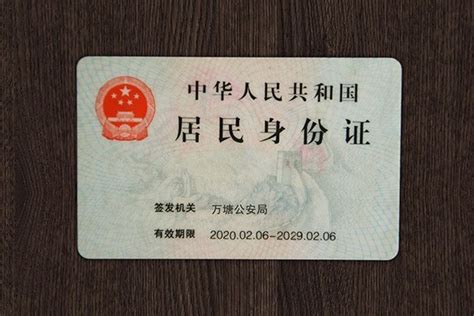 中华人民共和国
居民身份证
签发机关 万塘公安局
有效期限 2020.02.06-2029.02.06